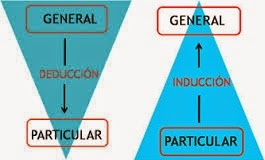 GENERAL
DEDUCCIÓN
PARTICULAR
GENERAL
INDUCCIÓN
PARTICULAR